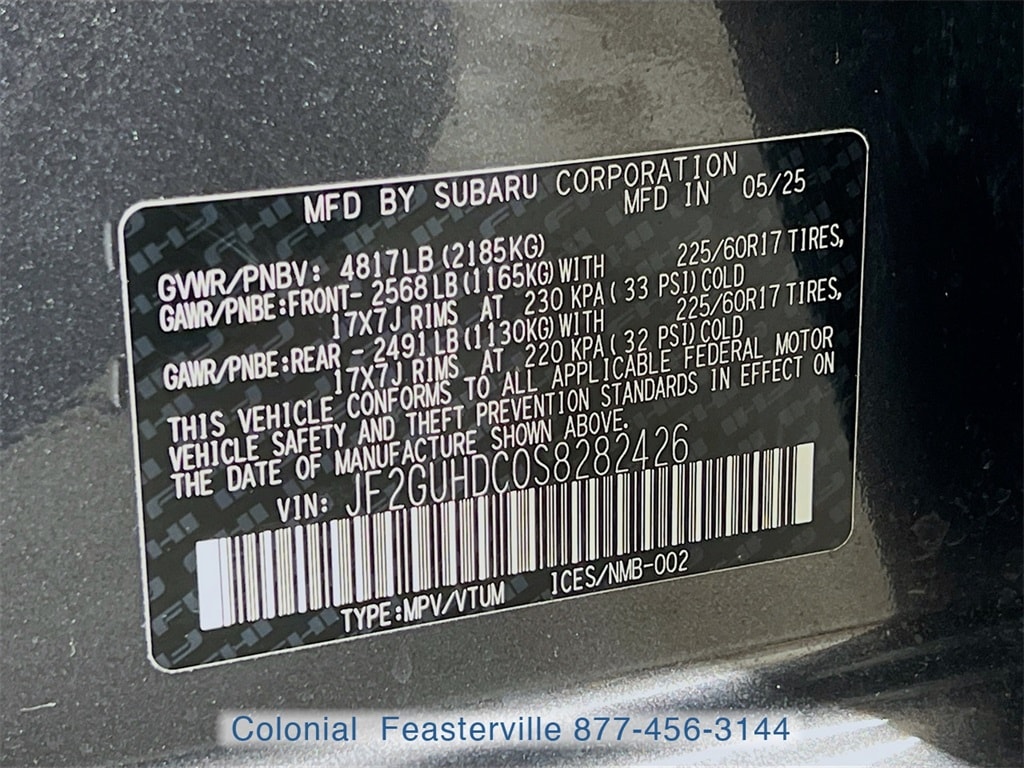 MFD BY SUBARU CORPORATION
MFD IN 05/25
GVWR/PNBV: 4817LB (2185KG)
GAWR/PNBE:FRONT- 2568LB(1165KG)WITH 225/60R17 TIRES,
17X7J RIMS AT 230 KPA( 33 PSI)COLD
GAWR/PNBE:REAR - 2491LB(1130KG)WITH 225/60R17 TIRES,
17X7J RIMS AT 220 KPA( 32 PSI)COLD
THIS VEHICLE CONFORMS TO ALL APPLICABLE FEDERAL MOTOR
VEHICLE SAFETY AND THEFT PREVENTION STANDARDS IN EFFECT ON
THE DATE OF MANUFACTURE SHOWN ABOVE.
VIN: JF2GUHDC0S8282426
TYPE:MPV/VTUM ICES/NMB-002
Colonial Feasterville 877-456-3144